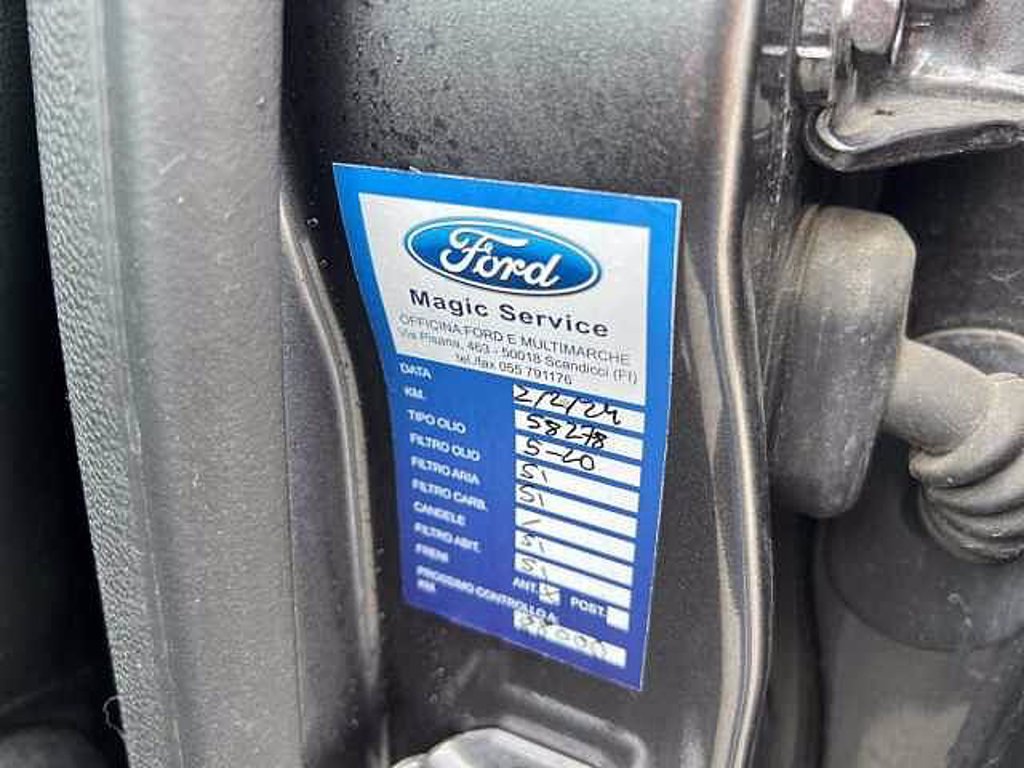 Ford
Magic Service
OFFICINA FORD E MULTIMARCHE
Via Pisana, 463 - 50018 Scandicci (FI)
tel./fax 055 791176
DATA 2/2/24
KM. 58278
TIPO OLIO 5-20
FILTRO OLIO SI
FILTRO ARIA SI
FILTRO CARB. -
CANDELE SI
FILTRO ABIT. SI
FRENI ANT. X POST.
PROSSIMO CONTROLLO A:
KM